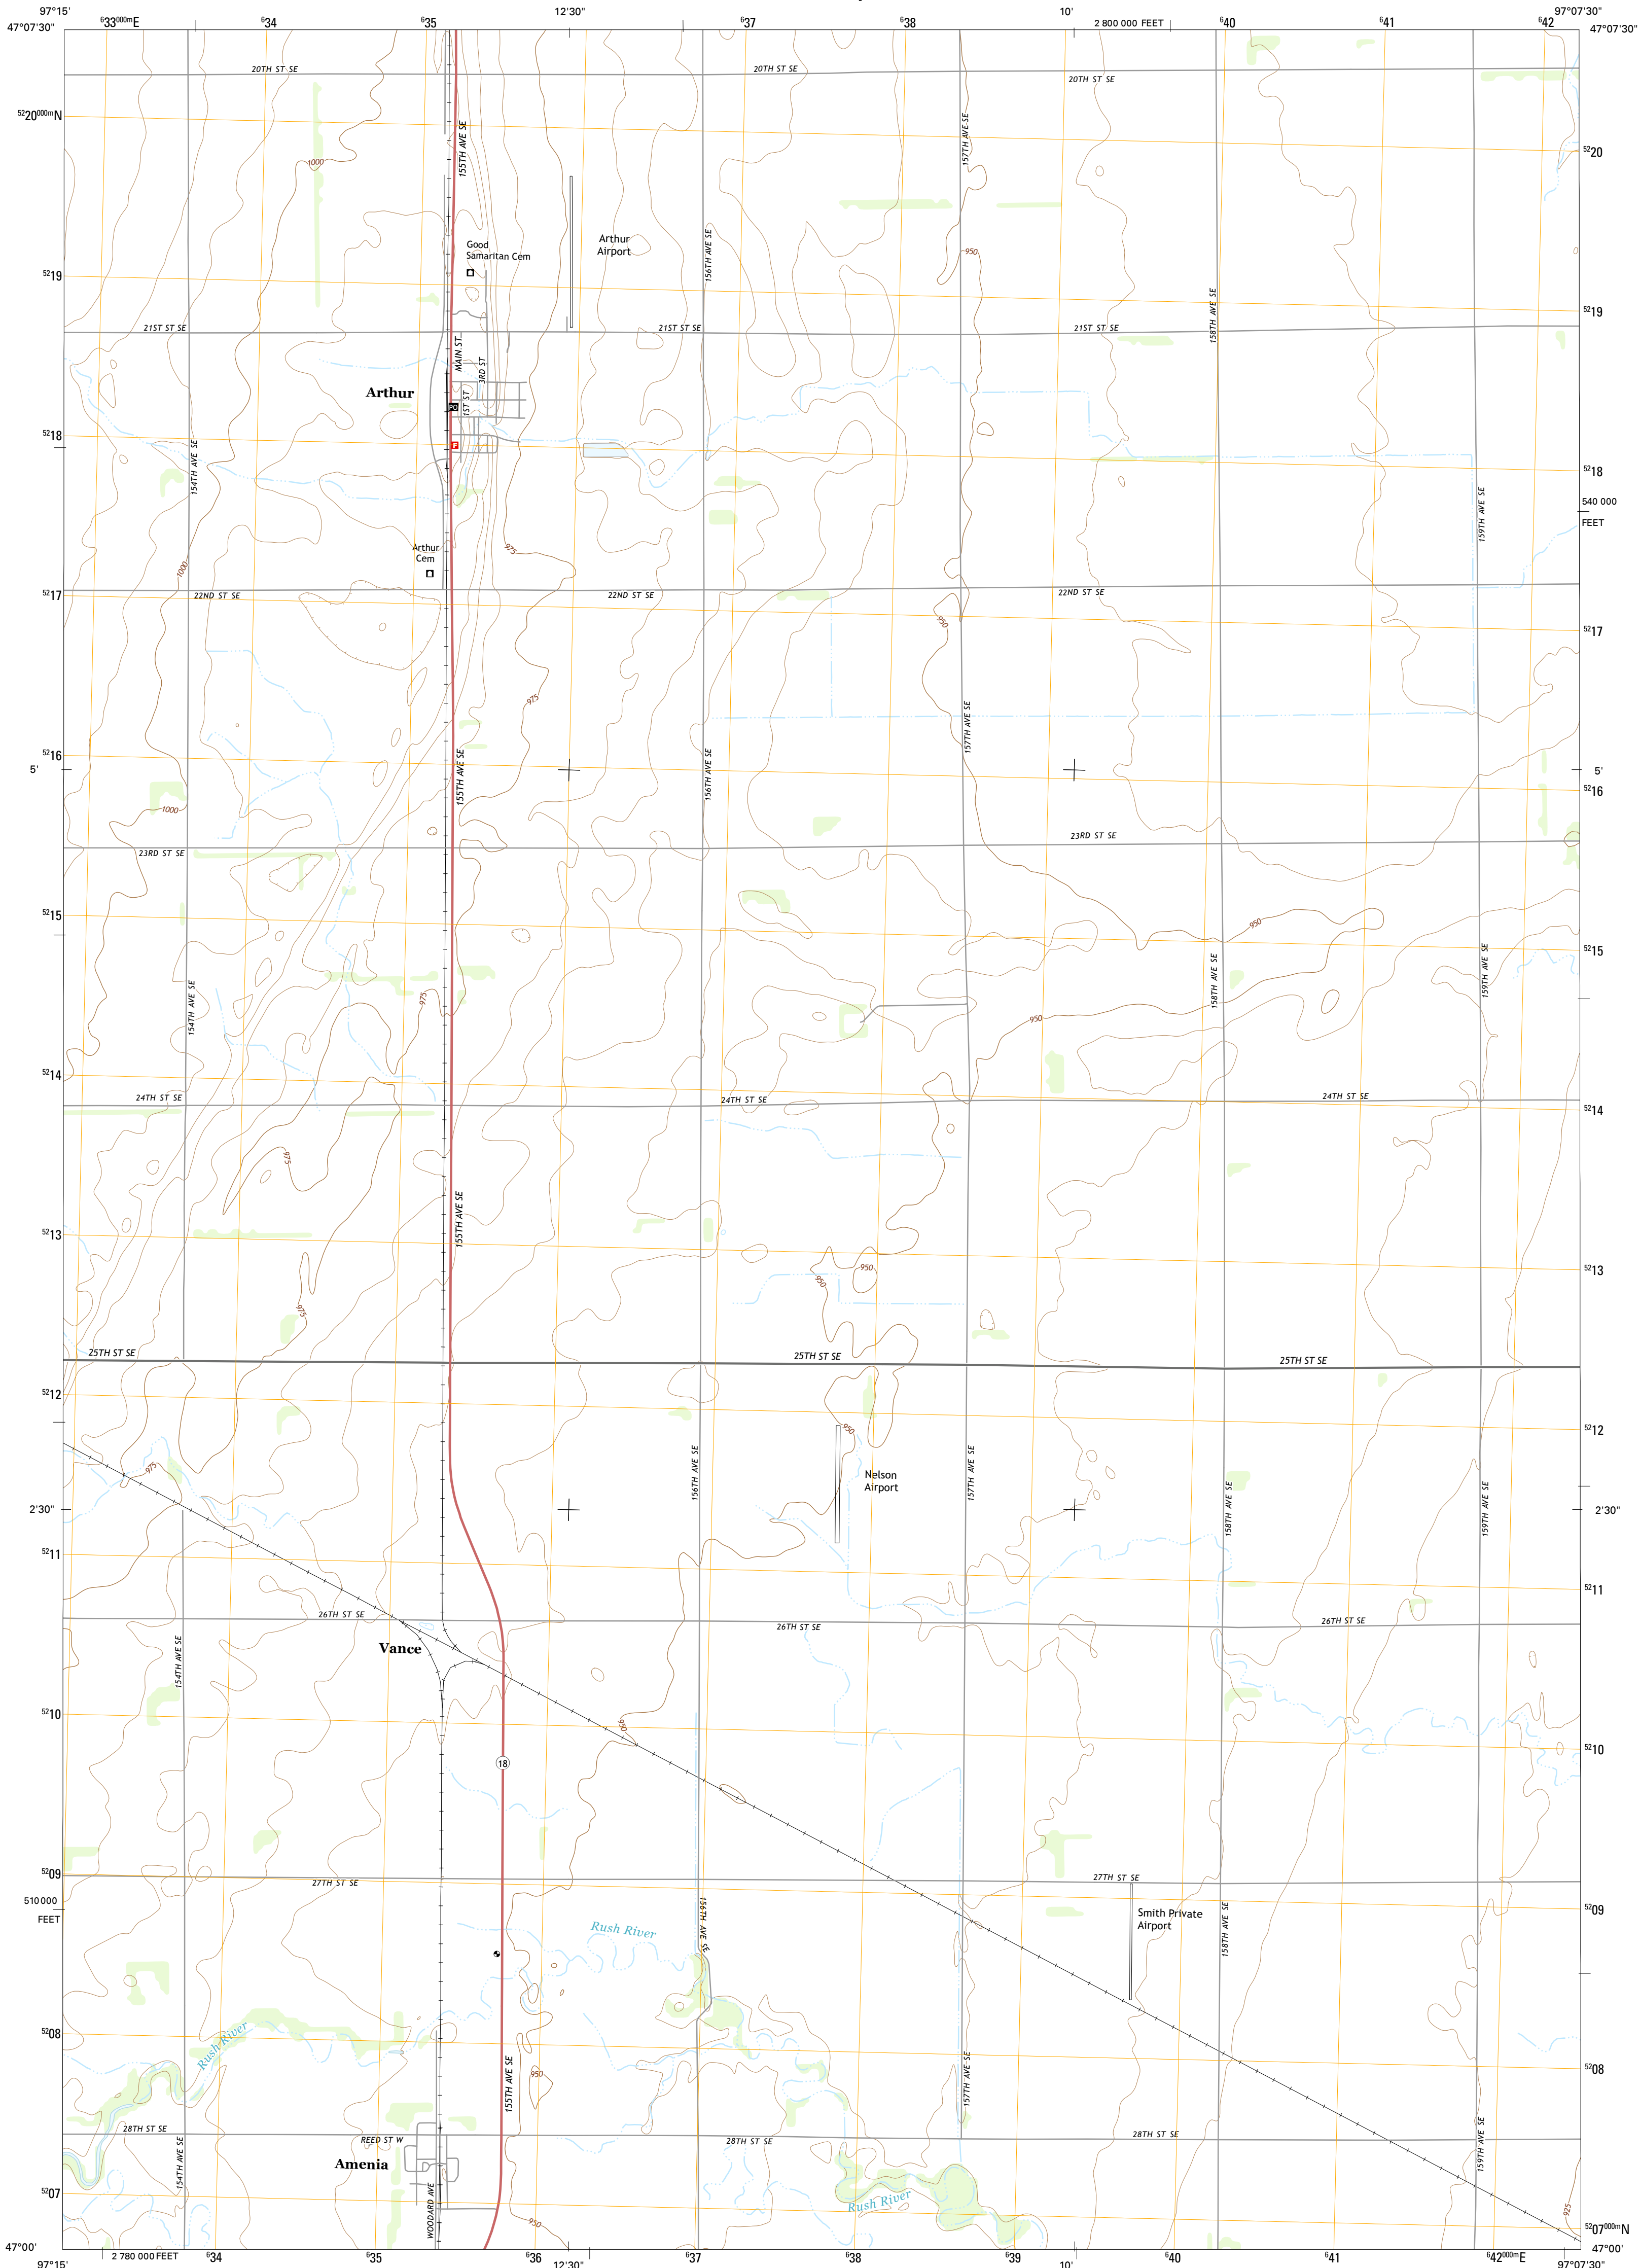 97°15'
12'30"
10'
97°07'30"
47°07'30"
⁶33⁰⁰⁰ᵐE
⁶34
⁶35
⁶37
⁶38
2 800 000 FEET
⁶40
⁶41
⁶42
47°07'30"
20TH ST SE
20TH ST SE
20TH ST SE
⁵²20⁰⁰⁰ᵐN
⁵²20
1000
155TH AVE SE
157TH AVE SE
Good
Samaritan Cem
Arthur
Airport
156TH AVE SE
950
⁵²19
⁵²19
158TH AVE SE
21ST ST SE
21ST ST SE
21ST ST SE
MAIN ST
3RD ST
Arthur
1ST ST
PO
F
⁵²18
⁵²18
154TH AVE SE
540 000
FEET
159TH AVE SE
Arthur
Cem
975
1000
⁵²17
22ND ST SE
22ND ST SE
22ND ST SE
950
⁵²17
975
157TH AVE SE
⁵²16
155TH AVE SE
156TH AVE SE
5'
5'
⁵²16
1000
23RD ST SE
23RD ST SE
⁵²15
950
⁵²15
154TH AVE SE
975
158TH AVE SE
159TH AVE SE
950
⁵²14
24TH ST SE
24TH ST SE
24TH ST SE
⁵²14
975
155TH AVE SE
⁵²13
950
950
⁵²13
975
25TH ST SE
25TH ST SE
25TH ST SE
⁵²12
950
⁵²12
975
156TH AVE SE
Nelson
Airport
157TH AVE SE
158TH AVE SE
159TH AVE SE
2'30"
2'30"
⁵²11
⁵²11
26TH ST SE
26TH ST SE
26TH ST SE
154TH AVE SE
Vance
⁵²10
950
⁵²10
18
⁵²09
27TH ST SE
27TH ST SE
510 000
FEET
156TH AVE SE
Smith Private
Airport
158TH AVE SE
⁵²09
Rush River
⁵²08
Rush River
⁵²08
950
155TH AVE SE
157TH AVE SE
28TH ST SE
REED ST W
28TH ST SE
28TH ST SE
154TH AVE SE
Amenia
159TH AVE SE
⁵²07
WOODARD AVE
Rush River
950
925
⁵²07⁰⁰⁰ᵐN
47°00'
2 780 000 FEET
⁶34
⁶35
⁶36
⁶37
⁶38
⁶39
⁶40
⁶41
⁶42⁰⁰⁰ᵐE
47°00'
97°15'
12'30"
10'
97°07'30"